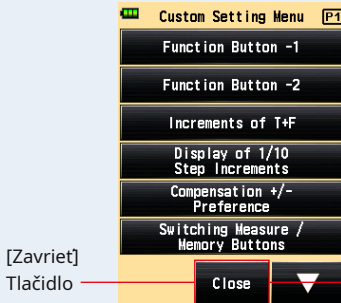 Custom Setting Menu P1
Function Button -1
Function Button -2
Increments of T+F
Display of 1/10
Step Increments
Compensation +/-
Preference
Switching Measure /
Memory Buttons
[Zavrieť]
Tlačidlo
Close